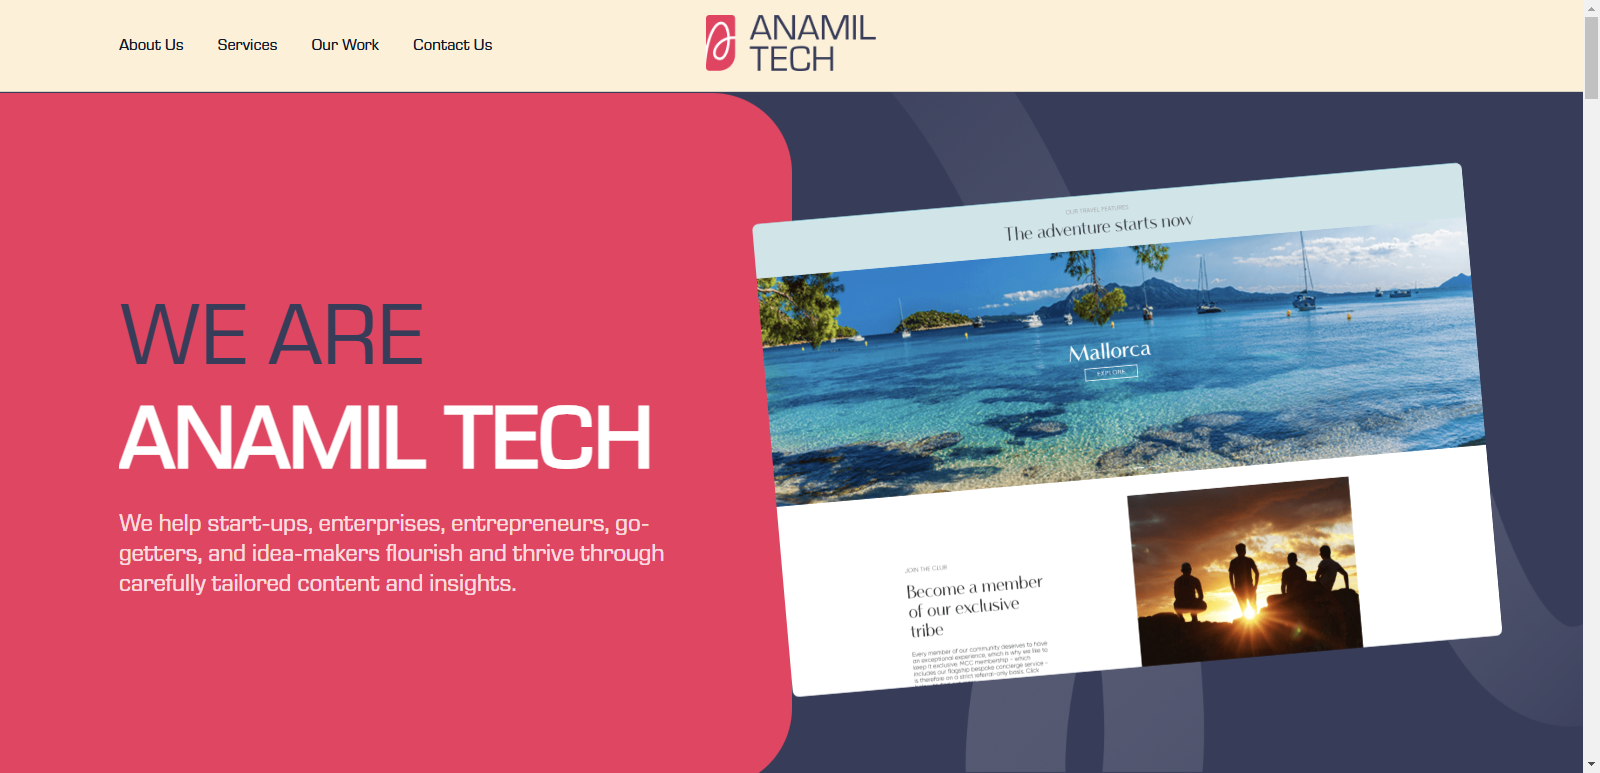 About Us
Services
Our Work
Contact Us
ANAMIL
TECH
WE ARE
ANAMIL TECH
We help start-ups, enterprises, entrepreneurs, go-
getters, and idea-makers flourish and thrive through
carefully tailored content and insights.
OUR TRAVEL FEATURED
The adventure starts now
Mallorca
EXPLORE
JOIN THE CLUB
Become a member
of our exclusive
tribe
Every member of our community deserves to have
an exceptional experience, which is why we like to
keep it exclusive. MCC membership - which
includes our flagship bespoke concierge service -
is therefore on a strict referral-only basis. Click